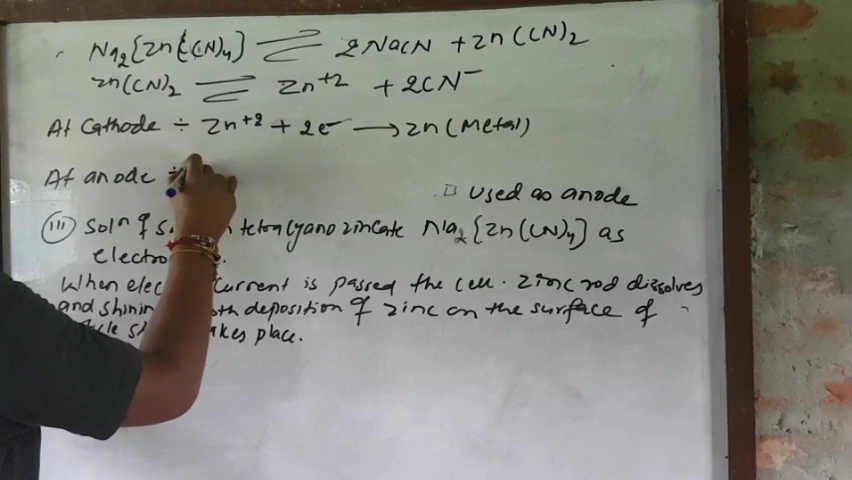 Na2{Zn(CN)4} ⇌ 2NaCN + Zn(CN)2
Zn(CN)2 ⇌ Zn+2 + 2CN-
At Cathode ÷ Zn+2 + 2e- → Zn (Metal)
At anode ÷
used as anode
(iii) Soln of tetracyano zincate Na2{Zn(CN)4} as
electro
When elec current is passed the cell. Zinc rod dissolves
and shinin deposition of zinc on the surface of
takes place.